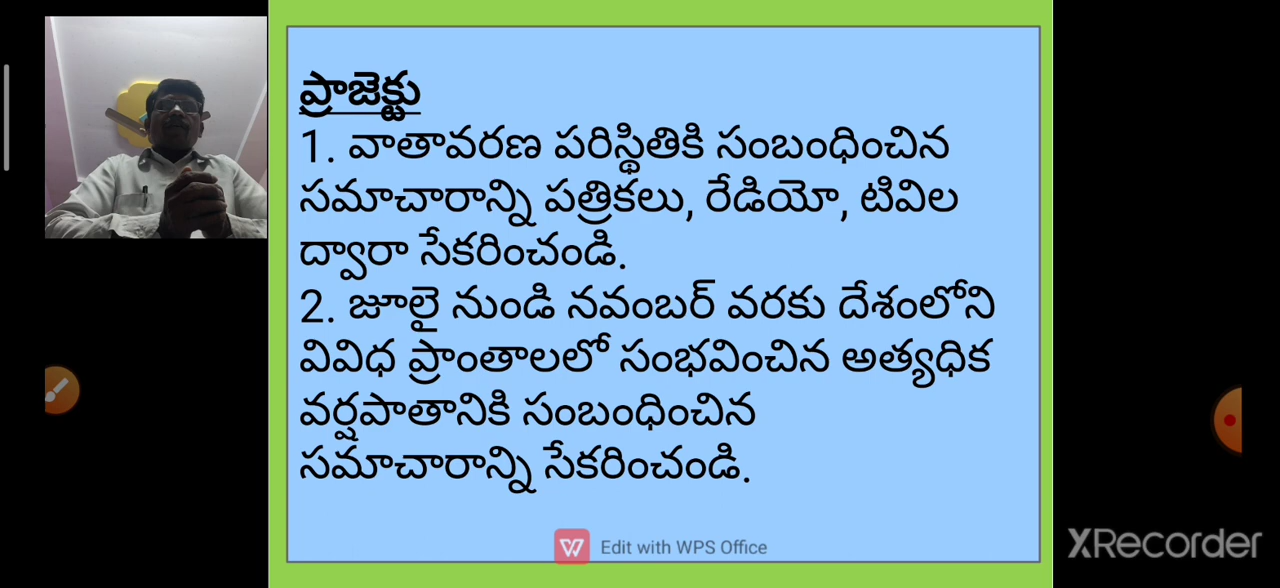 ప్రాజెక్టు
1. వాతావరణ పరిస్థితికి సంబంధించిన
సమాచారాన్ని పత్రికలు, రేడియో, టివిల
ద్వారా సేకరించండి.
2. జూలై నుండి నవంబర్ వరకు దేశంలోని
వివిధ ప్రాంతాలలో సంభవించిన అత్యధిక
వర్షపాతానికి సంబంధించిన
సమాచారాన్ని సేకరించండి.
Edit with WPS Office
XRecorder